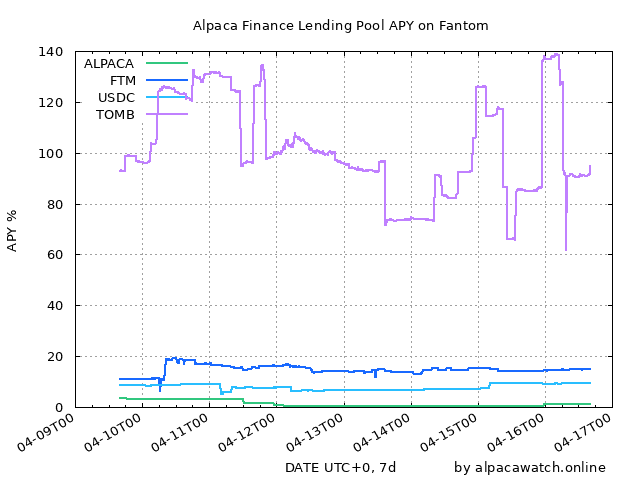 Alpaca Finance Lending Pool APY on Fantom
140
120
100
80
60
40
20
0
APY %
ALPACA
FTM
USDC
TOMB
04-09T00
04-10T00
04-11T00
04-12T00
04-13T00
04-14T00
04-15T00
04-16T00
04-17T00
DATE UTC+0, 7d
by alpacawatch.online